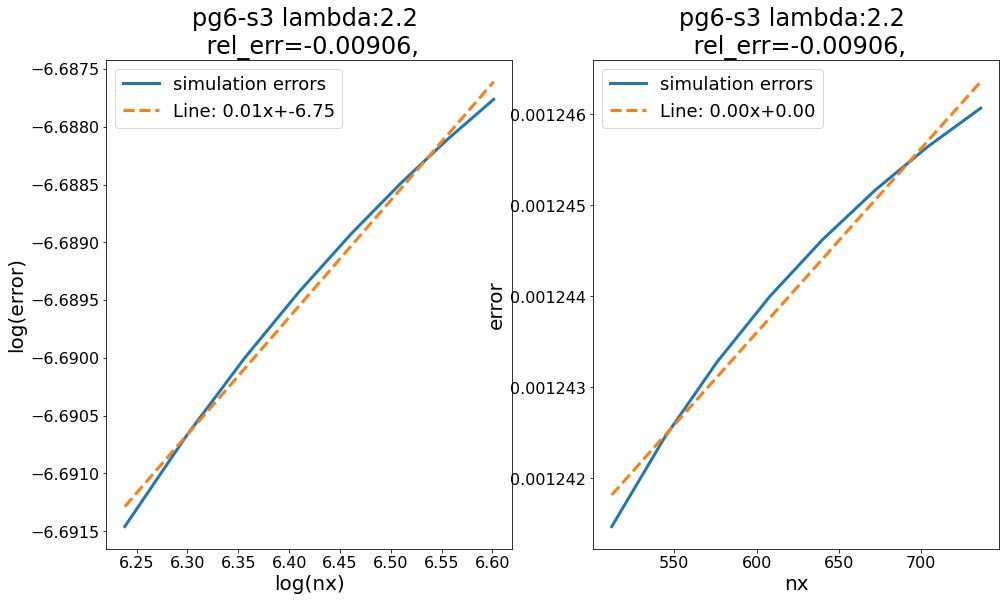 pg6-s3 lambda:2.2
rel_err=-0.00906,
simulation errors
Line: 0.01x+-6.75
−6.6875
−6.6880
−6.6885
−6.6890
−6.6895
−6.6900
−6.6905
−6.6910
−6.6915
log(error)
6.25 6.30 6.35 6.40 6.45 6.50 6.55 6.60
log(nx)
pg6-s3 lambda:2.2
rel_err=-0.00906,
simulation errors
Line: 0.00x+0.00
0.001246
0.001245
0.001244
0.001243
0.001242
error
550 600 650 700
nx